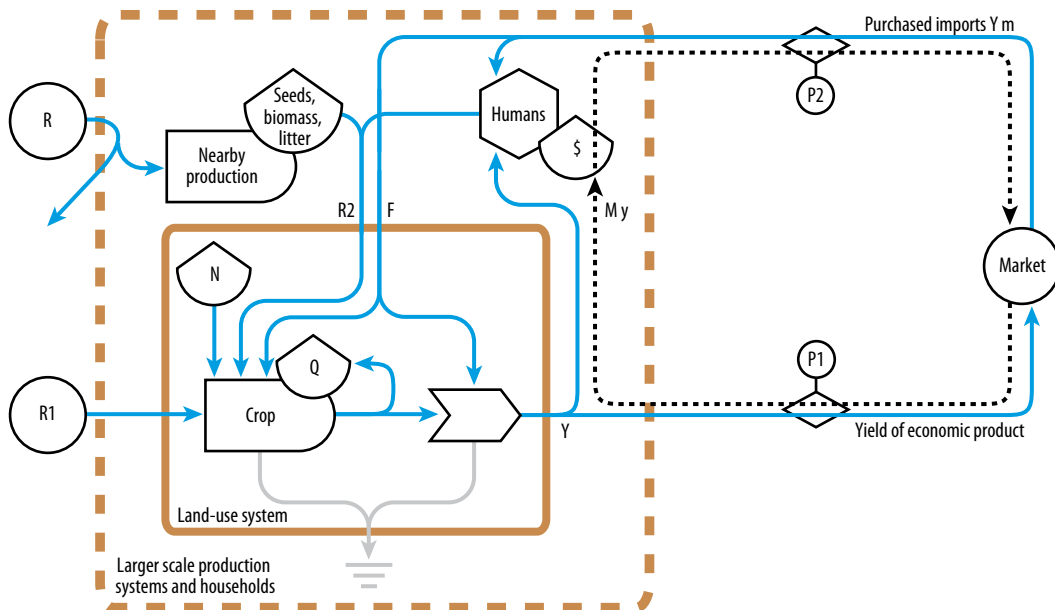 Purchased imports Y m
P2
R
Seeds,
biomass,
litter
Humans
$
Nearby
production
R2
F
M y
N
Market
P1
Q
R1
Crop
Y
Yield of economic product
Land-use system
Larger scale production
systems and households